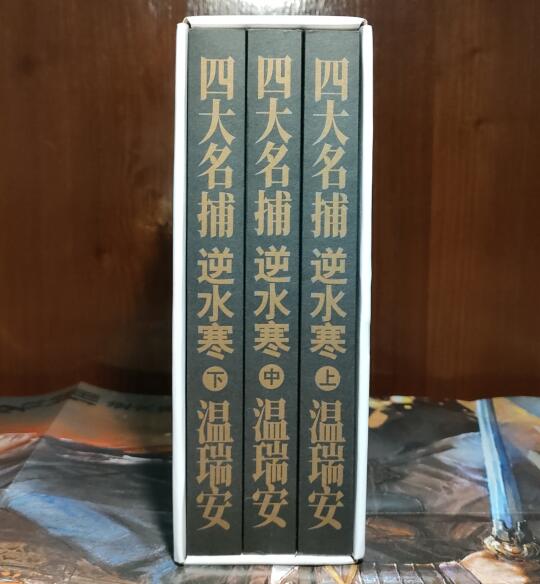 四大名捕 逆水寒 上 温瑞安
四大名捕 逆水寒 中 温瑞安
四大名捕 逆水寒 下 温瑞安